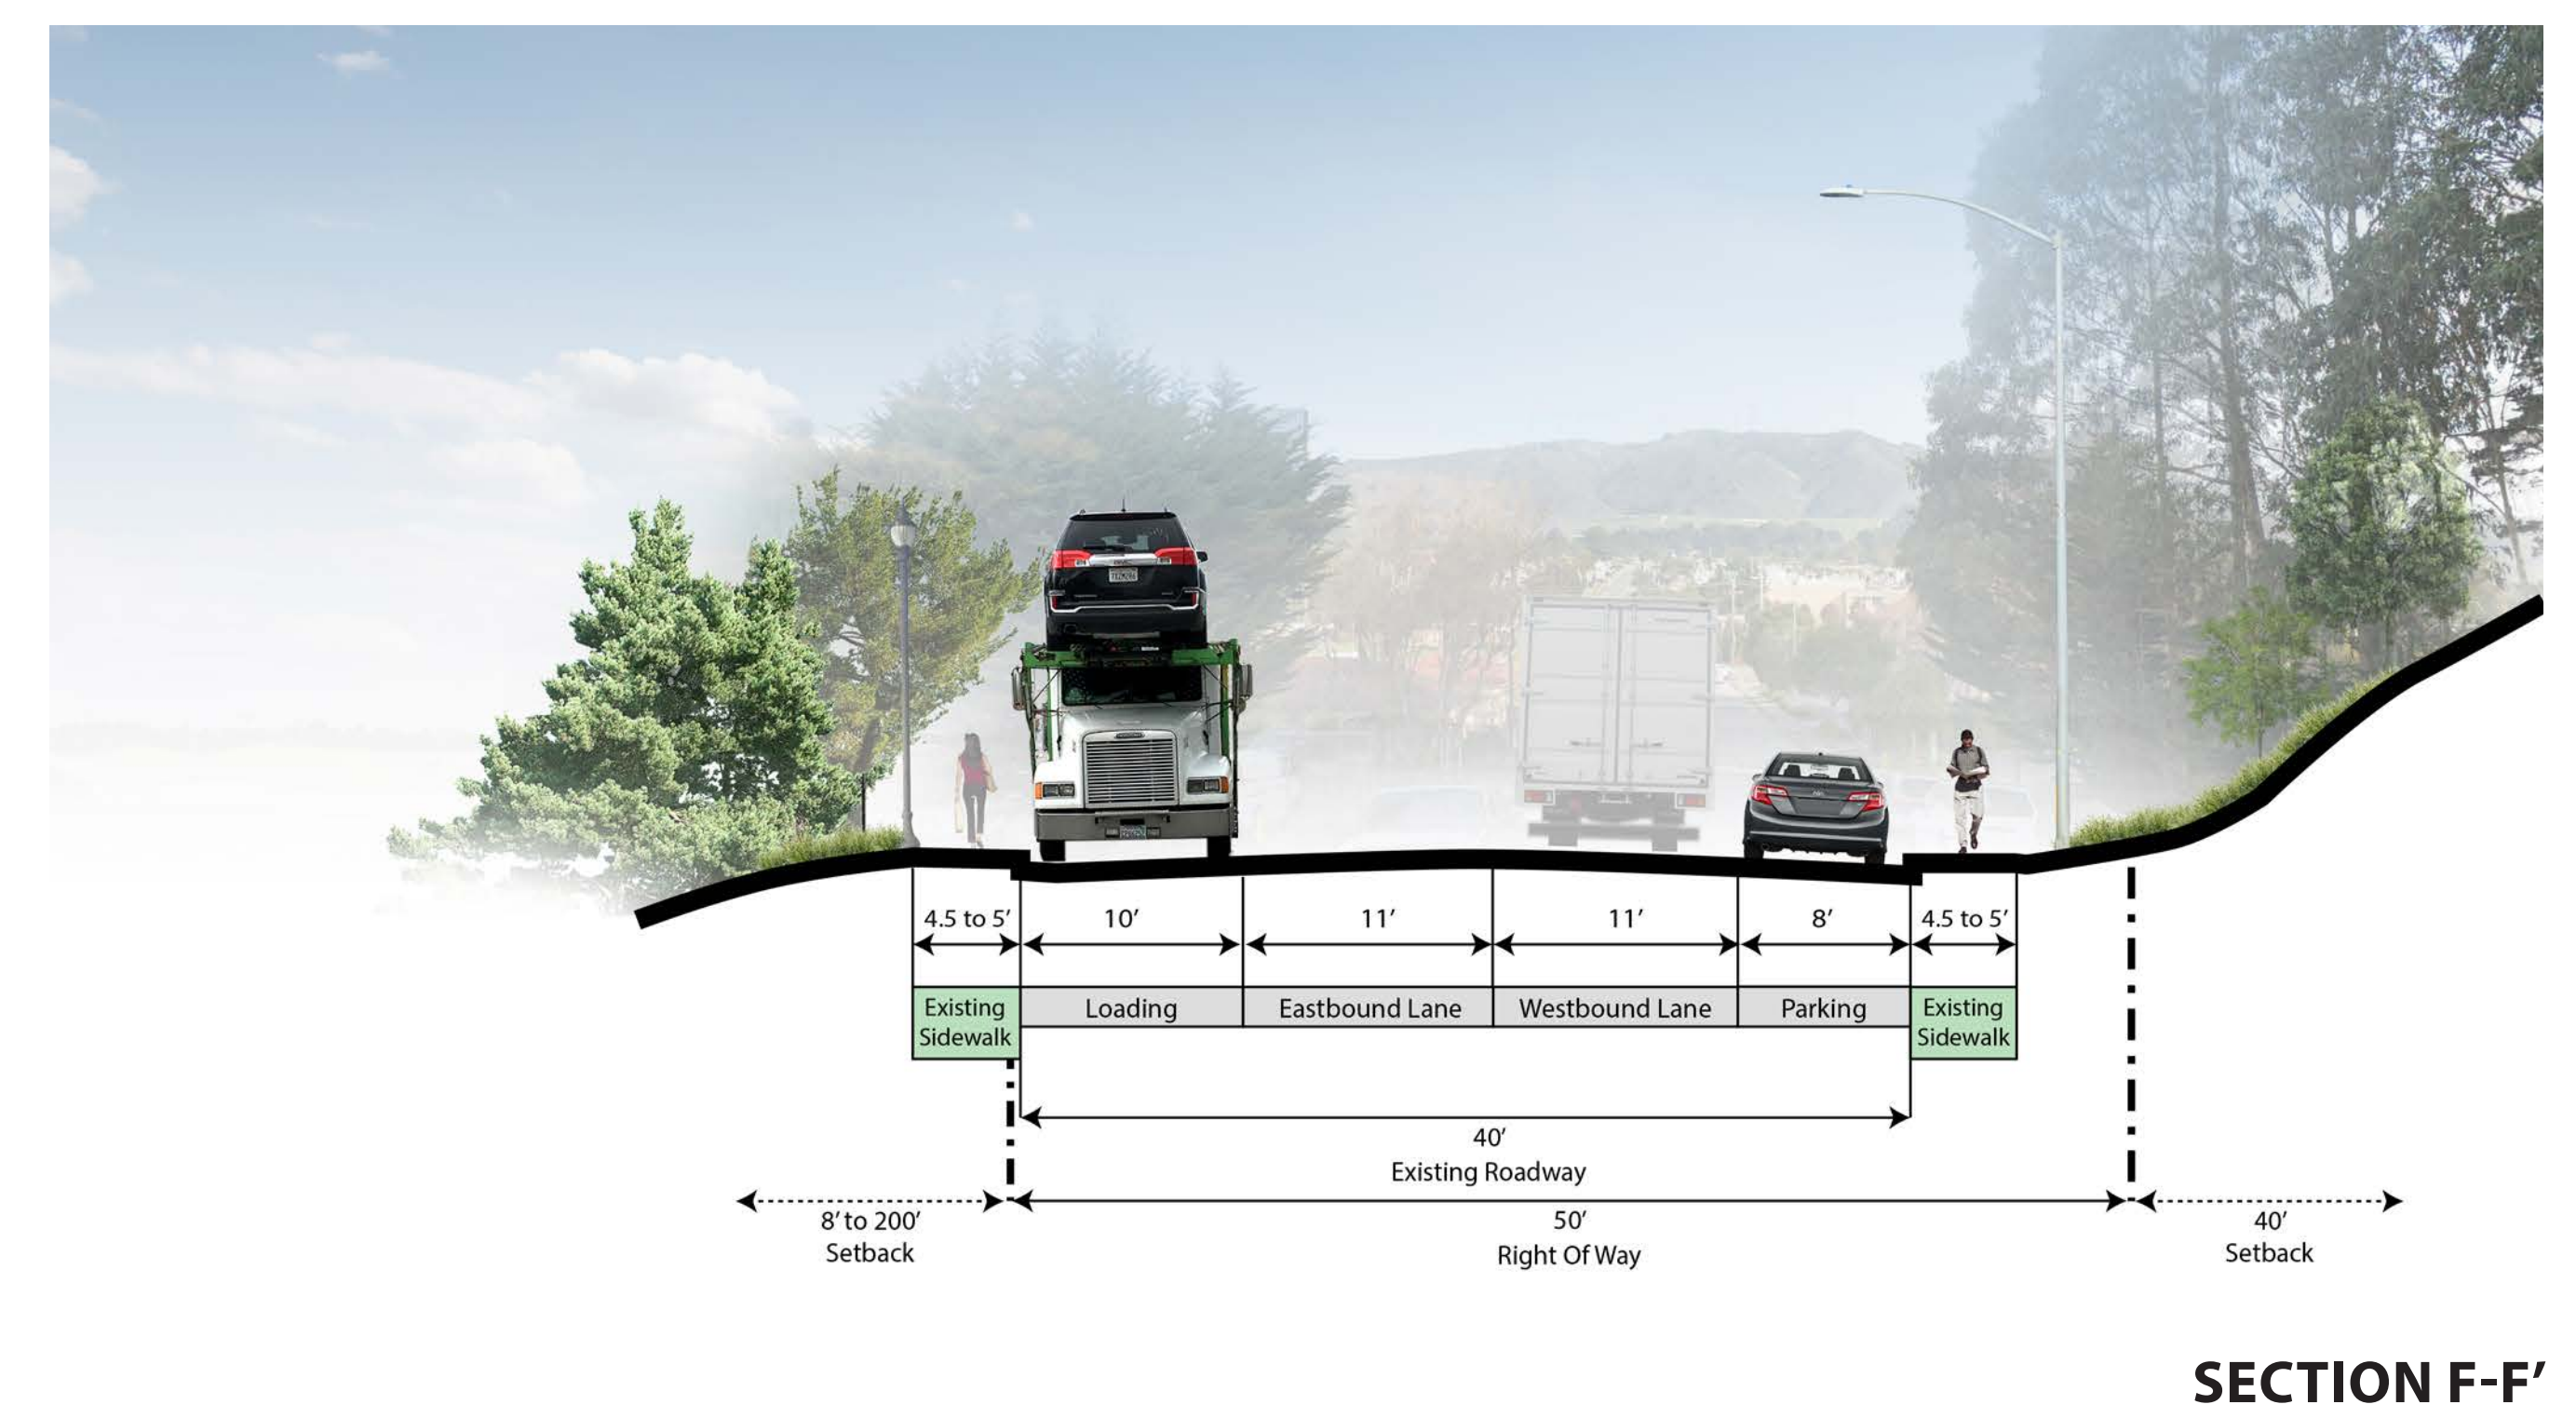 4.5 to 5’
10’
11’
11’
8’
4.5 to 5’
Existing
Sidewalk
Loading
Eastbound Lane
Westbound Lane
Parking
Existing
Sidewalk
40’
Existing Roadway
8’ to 200’
Setback
50’
Right Of Way
40’
Setback
SECTION F-F’